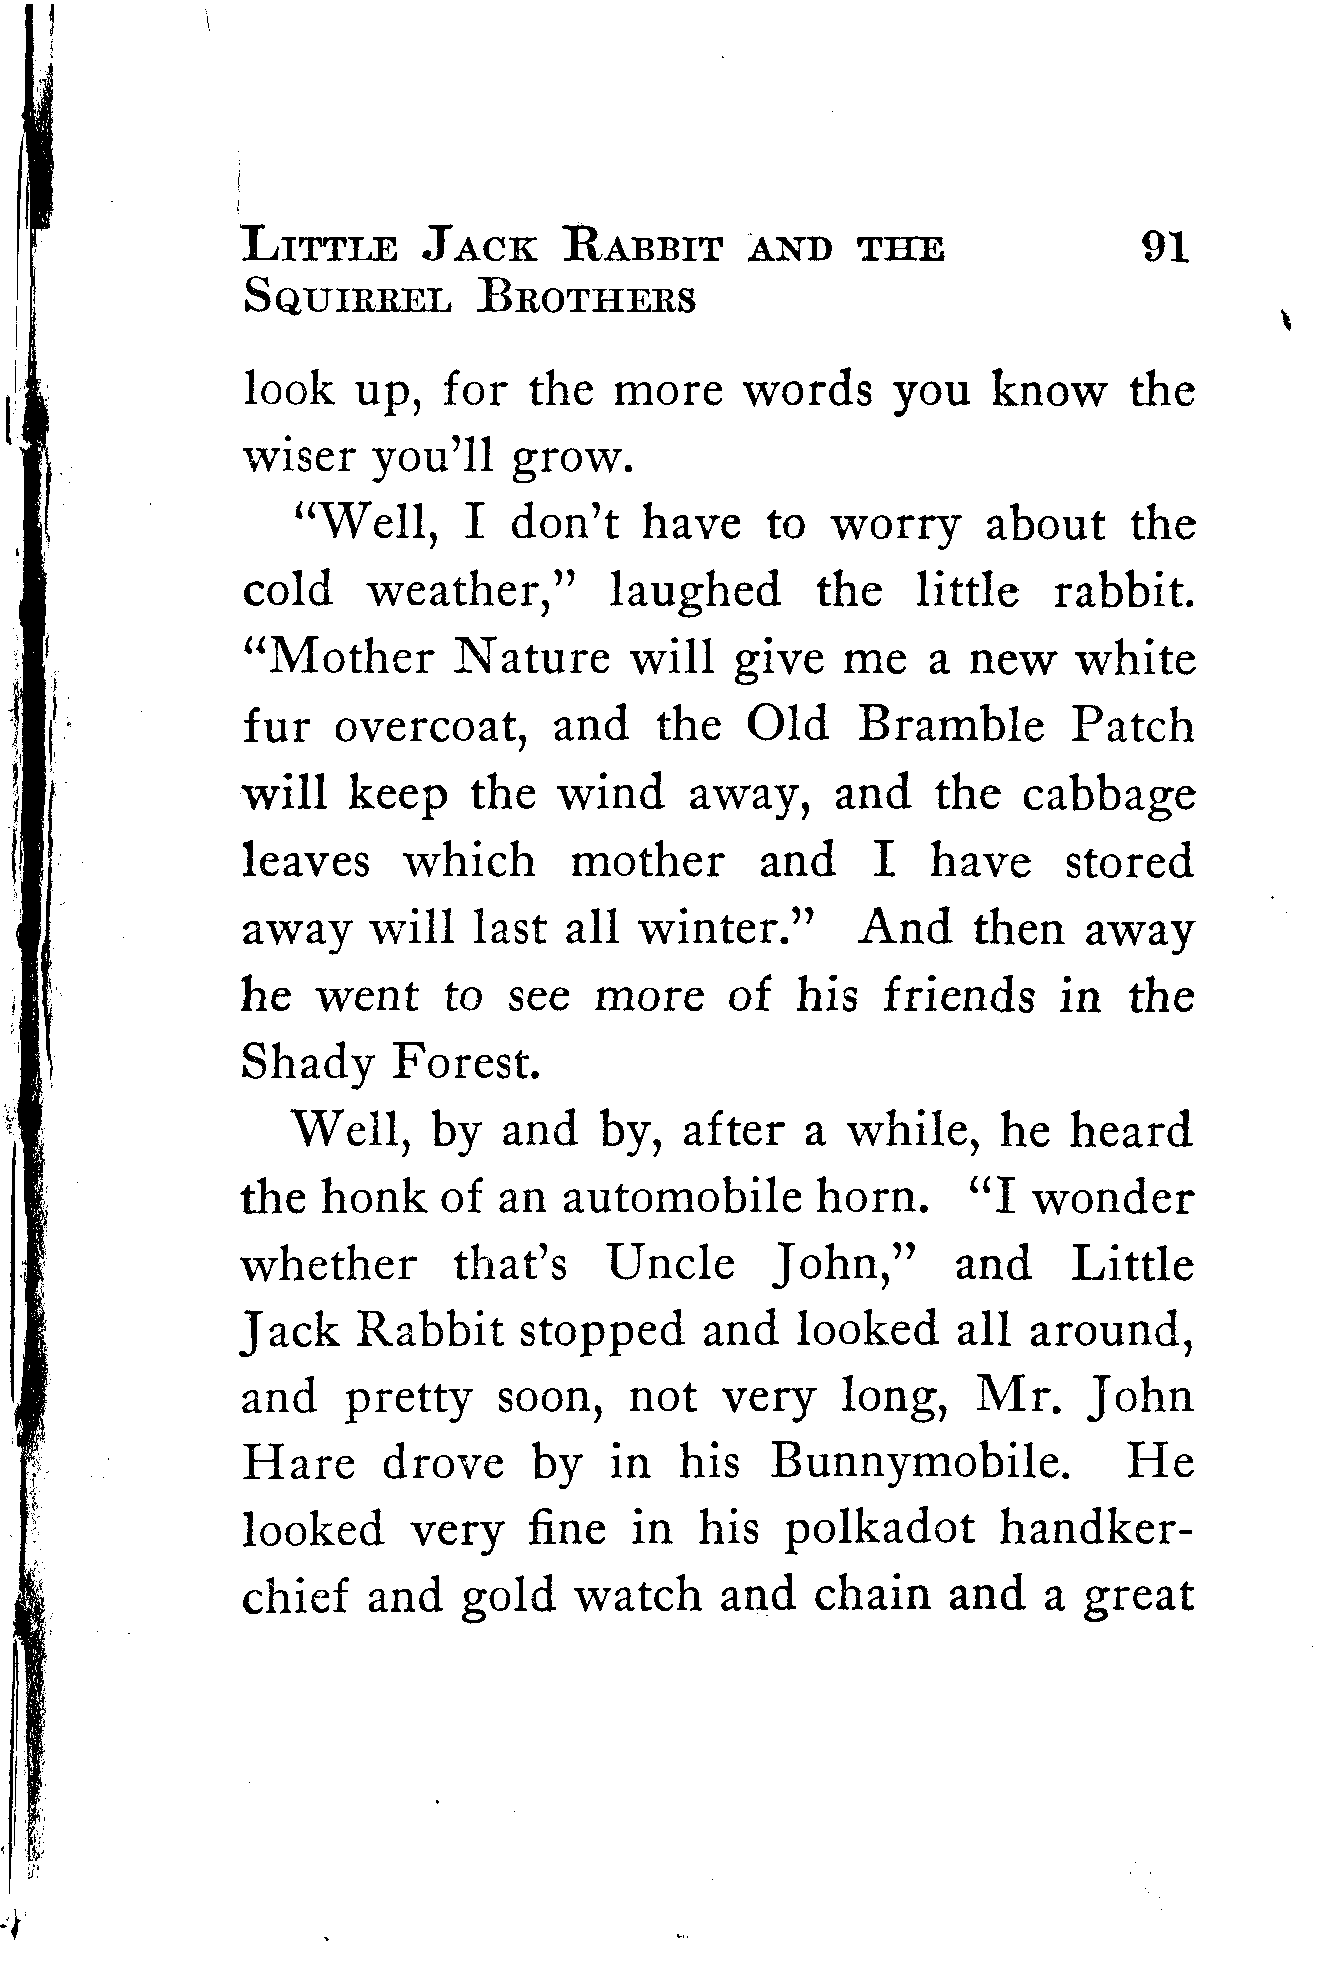 Little Jack Rabbit and the 91
Squirrel Brothers
look up, for the more words you know the
wiser you'll grow.
“Well, I don't have to worry about the
cold weather,” laughed the little rabbit.
“Mother Nature will give me a new white
fur overcoat, and the Old Bramble Patch
will keep the wind away, and the cabbage
leaves which mother and I have stored
away will last all winter.” And then away
he went to see more of his friends in the
Shady Forest.
Well, by and by, after a while, he heard
the honk of an automobile horn. “I wonder
whether that's Uncle John,” and Little
Jack Rabbit stopped and looked all around,
and pretty soon, not very long, Mr. John
Hare drove by in his Bunnymobile. He
looked very fine in his polkadot handker-
chief and gold watch and chain and a great